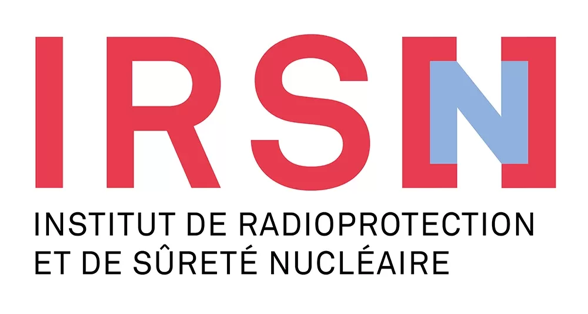 IRSN
INSTITUT DE RADIOPROTECTION
ET DE SÛRETÉ NUCLÉAIRE